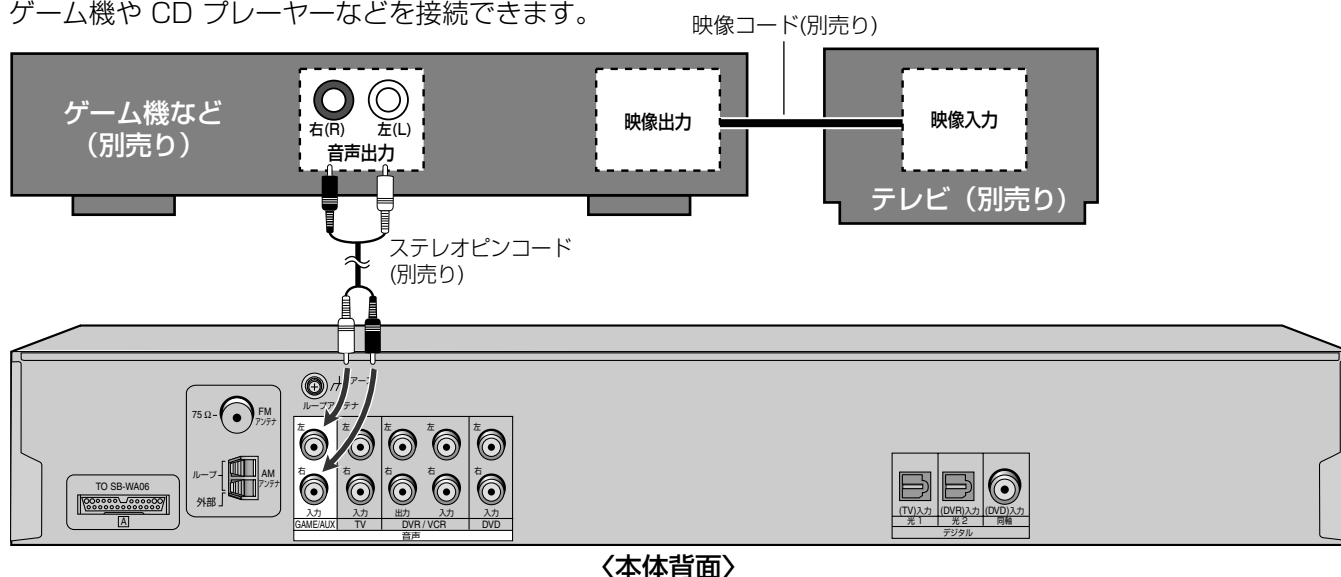 ゲーム機や CD プレーヤーなどを接続できます。
映像コード(別売り)
ゲーム機など
（別売り）
右(R)
左(L)
音声出力
映像出力
映像入力
テレビ（別売り)
ステレオピンコード
(別売り)
アース
ループアンテナ
75 Ω
FM
アンテナ
ループ
AM
アンテナ
外部
TO SB-WA06
A
左
左
左
左
左
右
右
右
右
右
入力
入力
出力
入力
入力
GAME/AUX
TV
DVR / VCR
DVD
音声
(TV)入力
(DVR)入力
(DVD)入力
光 1
光 2
同軸
デジタル
〈本体背面〉